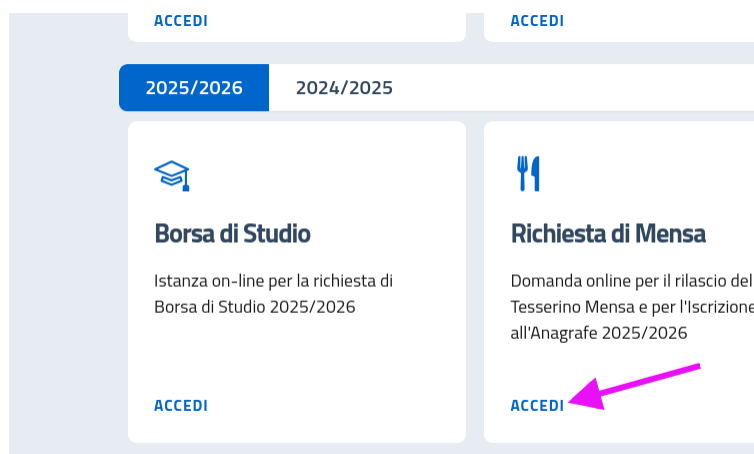 ACCEDI
ACCEDI
2025/2026
2024/2025
Borsa di Studio
Istanza on-line per la richiesta di
Borsa di Studio 2025/2026
ACCEDI
Richiesta di Mensa
Domanda online per il rilascio del
Tesserino Mensa e per l'Iscrizione
all'Anagrafe 2025/2026
ACCEDI